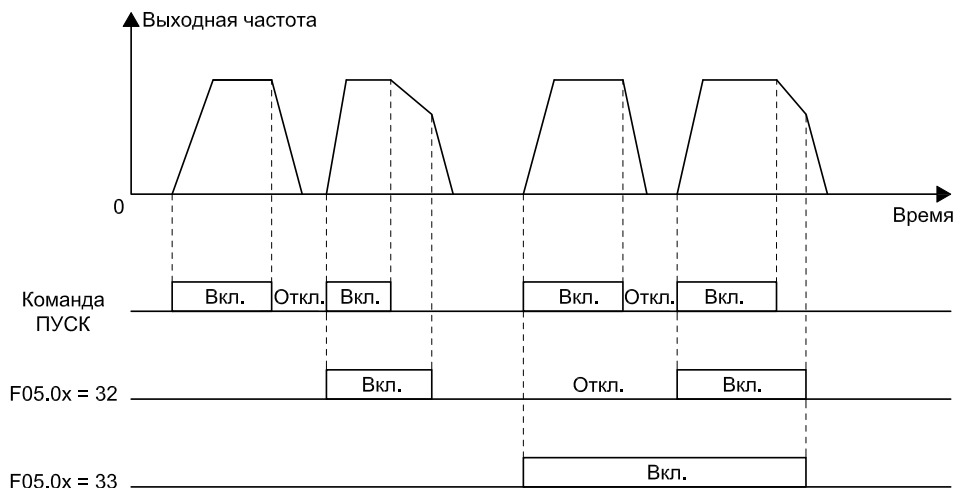 Выходная частота
0
Время
Команда
ПУСК
Вкл. Откл. Вкл. Вкл. Откл. Вкл.
F05.0x = 32
Вкл. Откл. Вкл.
F05.0x = 33
Вкл.